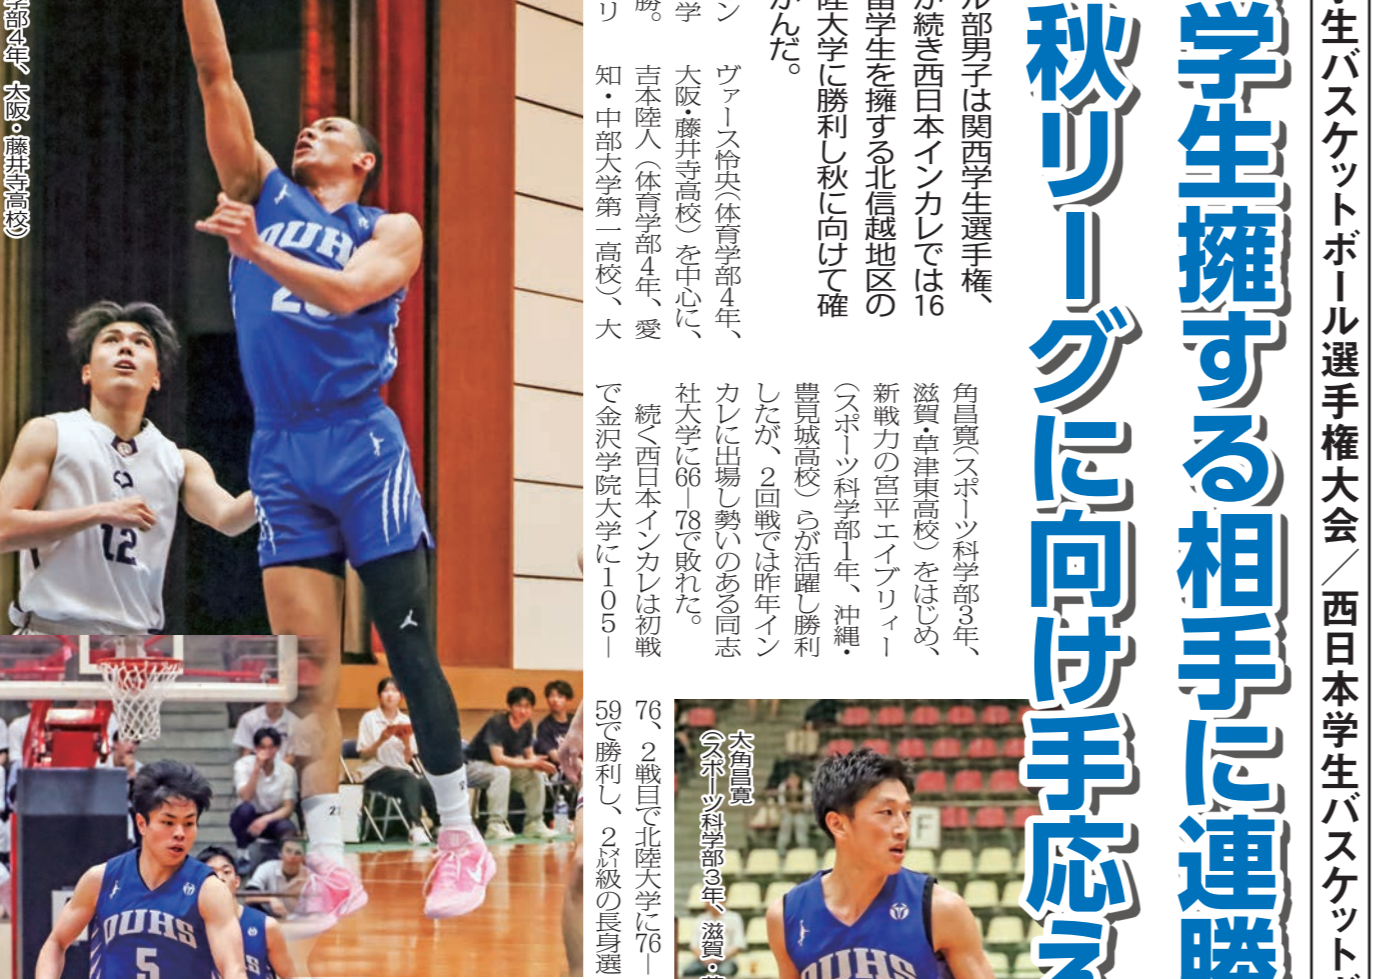 生バスケットボール選手権大会／西日本学生バスケット
学生擁する相手に連勝
秋リーグに向け手応え
ル部男子は関西学生選手権、
が続き西日本インカレでは16
留学生を擁する北信越地区の
陸大学に勝利し秋に向けて確
かんだ。
ン
学
勝。
リ
ヴァース怜央（体育学部４年、
大阪・藤井寺高校）を中心に、
吉本陸人（体育学部４年、愛
知・中部大学第一高校）、大
角昌寛（スポーツ科学部３年、
滋賀・草津東高校）をはじめ、
新戦力の宮平エイブリィー
（スポーツ科学部１年、沖縄・
豊見城高校）らが活躍し勝利
したが、２回戦では昨年イン
カレに出場し勢いのある同志
社大学に66―78で敗れた。
続く西日本インカレは初戦
で金沢学院大学に１０５―
76、２戦目で北陸大学に76―
59で勝利し、２㍍級の長身選
学部４年、大阪・藤井寺高校）
大角昌寛
（スポーツ科学部３年、滋賀・
OUHS
12
21
OUHS
5
F
OUHS